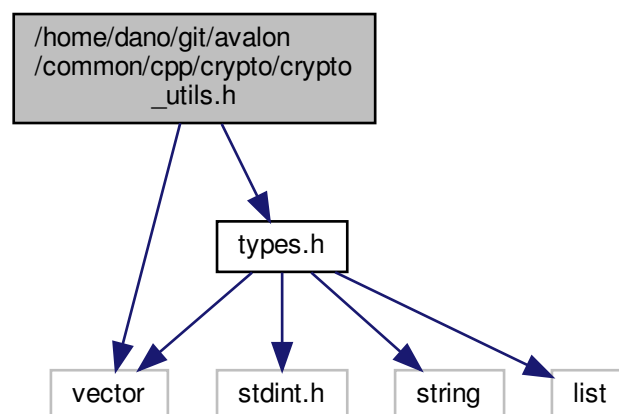 /home/dano/git/avalon
/common/cpp/crypto/crypto
_utils.h
types.h
vector
stdint.h
string
list